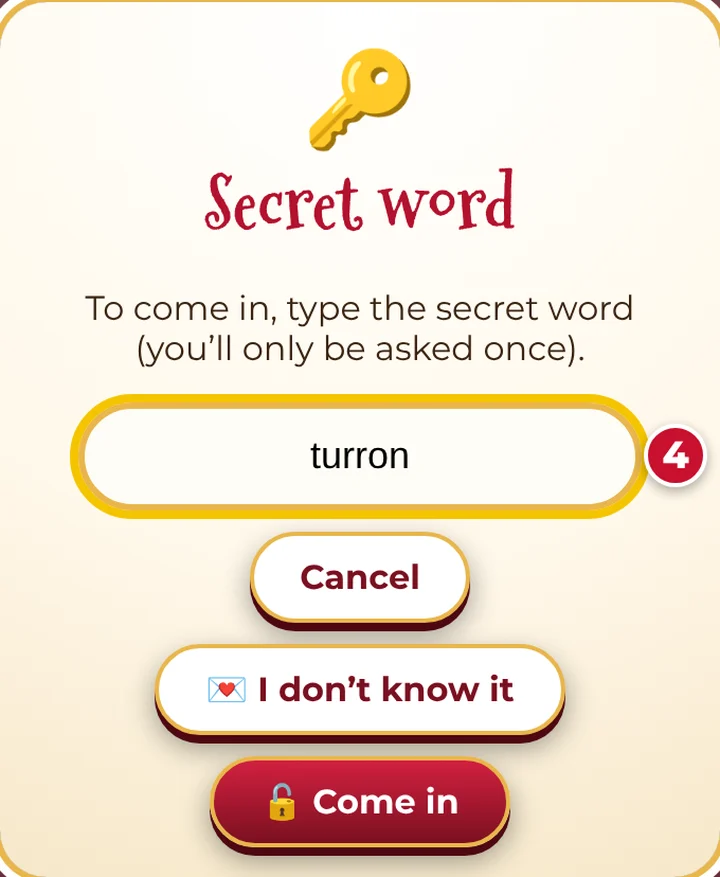 Secret word
To come in, type the secret word
(you’ll only be asked once).
turron
4
Cancel
I don’t know it
Come in